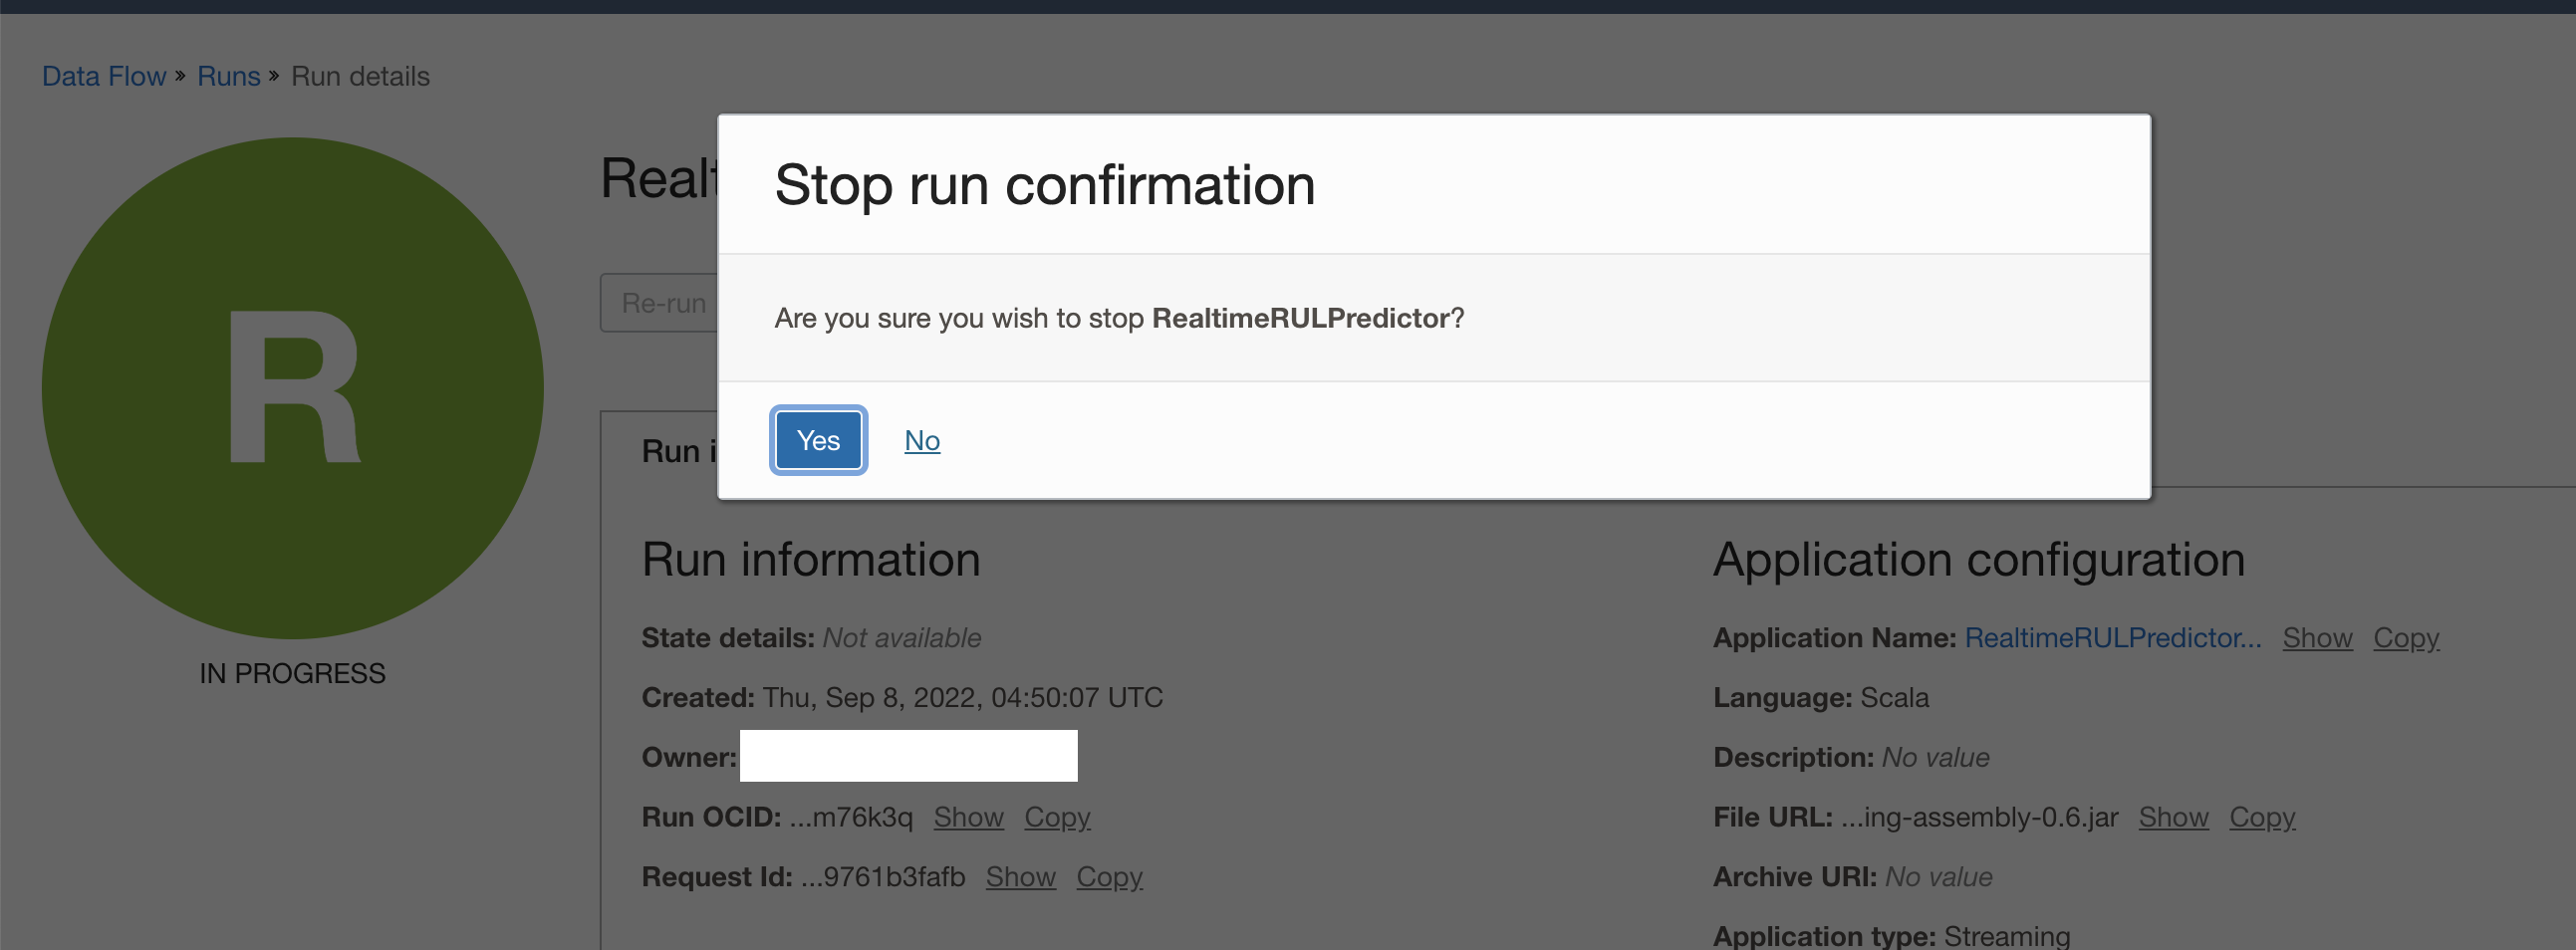 Data Flow » Runs » Run details
R
IN PROGRESS
Realt
Re-run
Stop run confirmation
Are you sure you wish to stop RealtimeRULPredictor?
Yes No
Run i
Run information
State details: Not available
Created: Thu, Sep 8, 2022, 04:50:07 UTC
Owner:
Run OCID: ...m76k3q Show Copy
Request Id: ...9761b3fafb Show Copy
Application configuration
Application Name: RealtimeRULPredictor... Show Copy
Language: Scala
Description: No value
File URL: ...ing-assembly-0.6.jar Show Copy
Archive URI: No value
Application type: Streaming